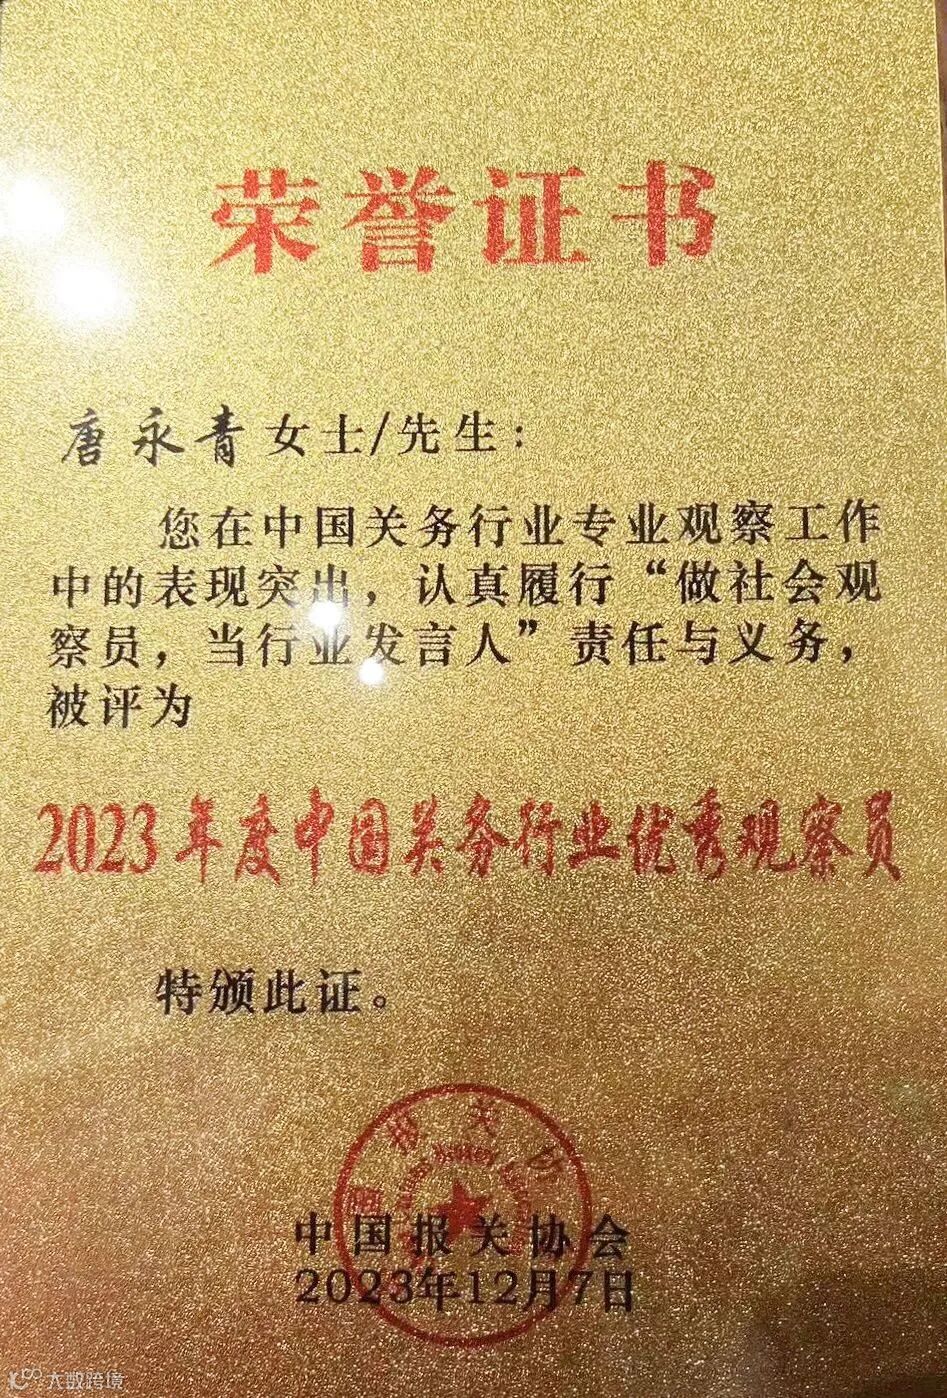 荣誉证书
唐永青女士/先生：
您在中国关务行业专业观察工作
中的表现突出，认真履行“做社会观
察员，当行业发言人”责任与义务，
被评为
2023年度中国关务行业优秀观察员
特颁此证。
中国报关协会
2023年12月7日
大数跨境